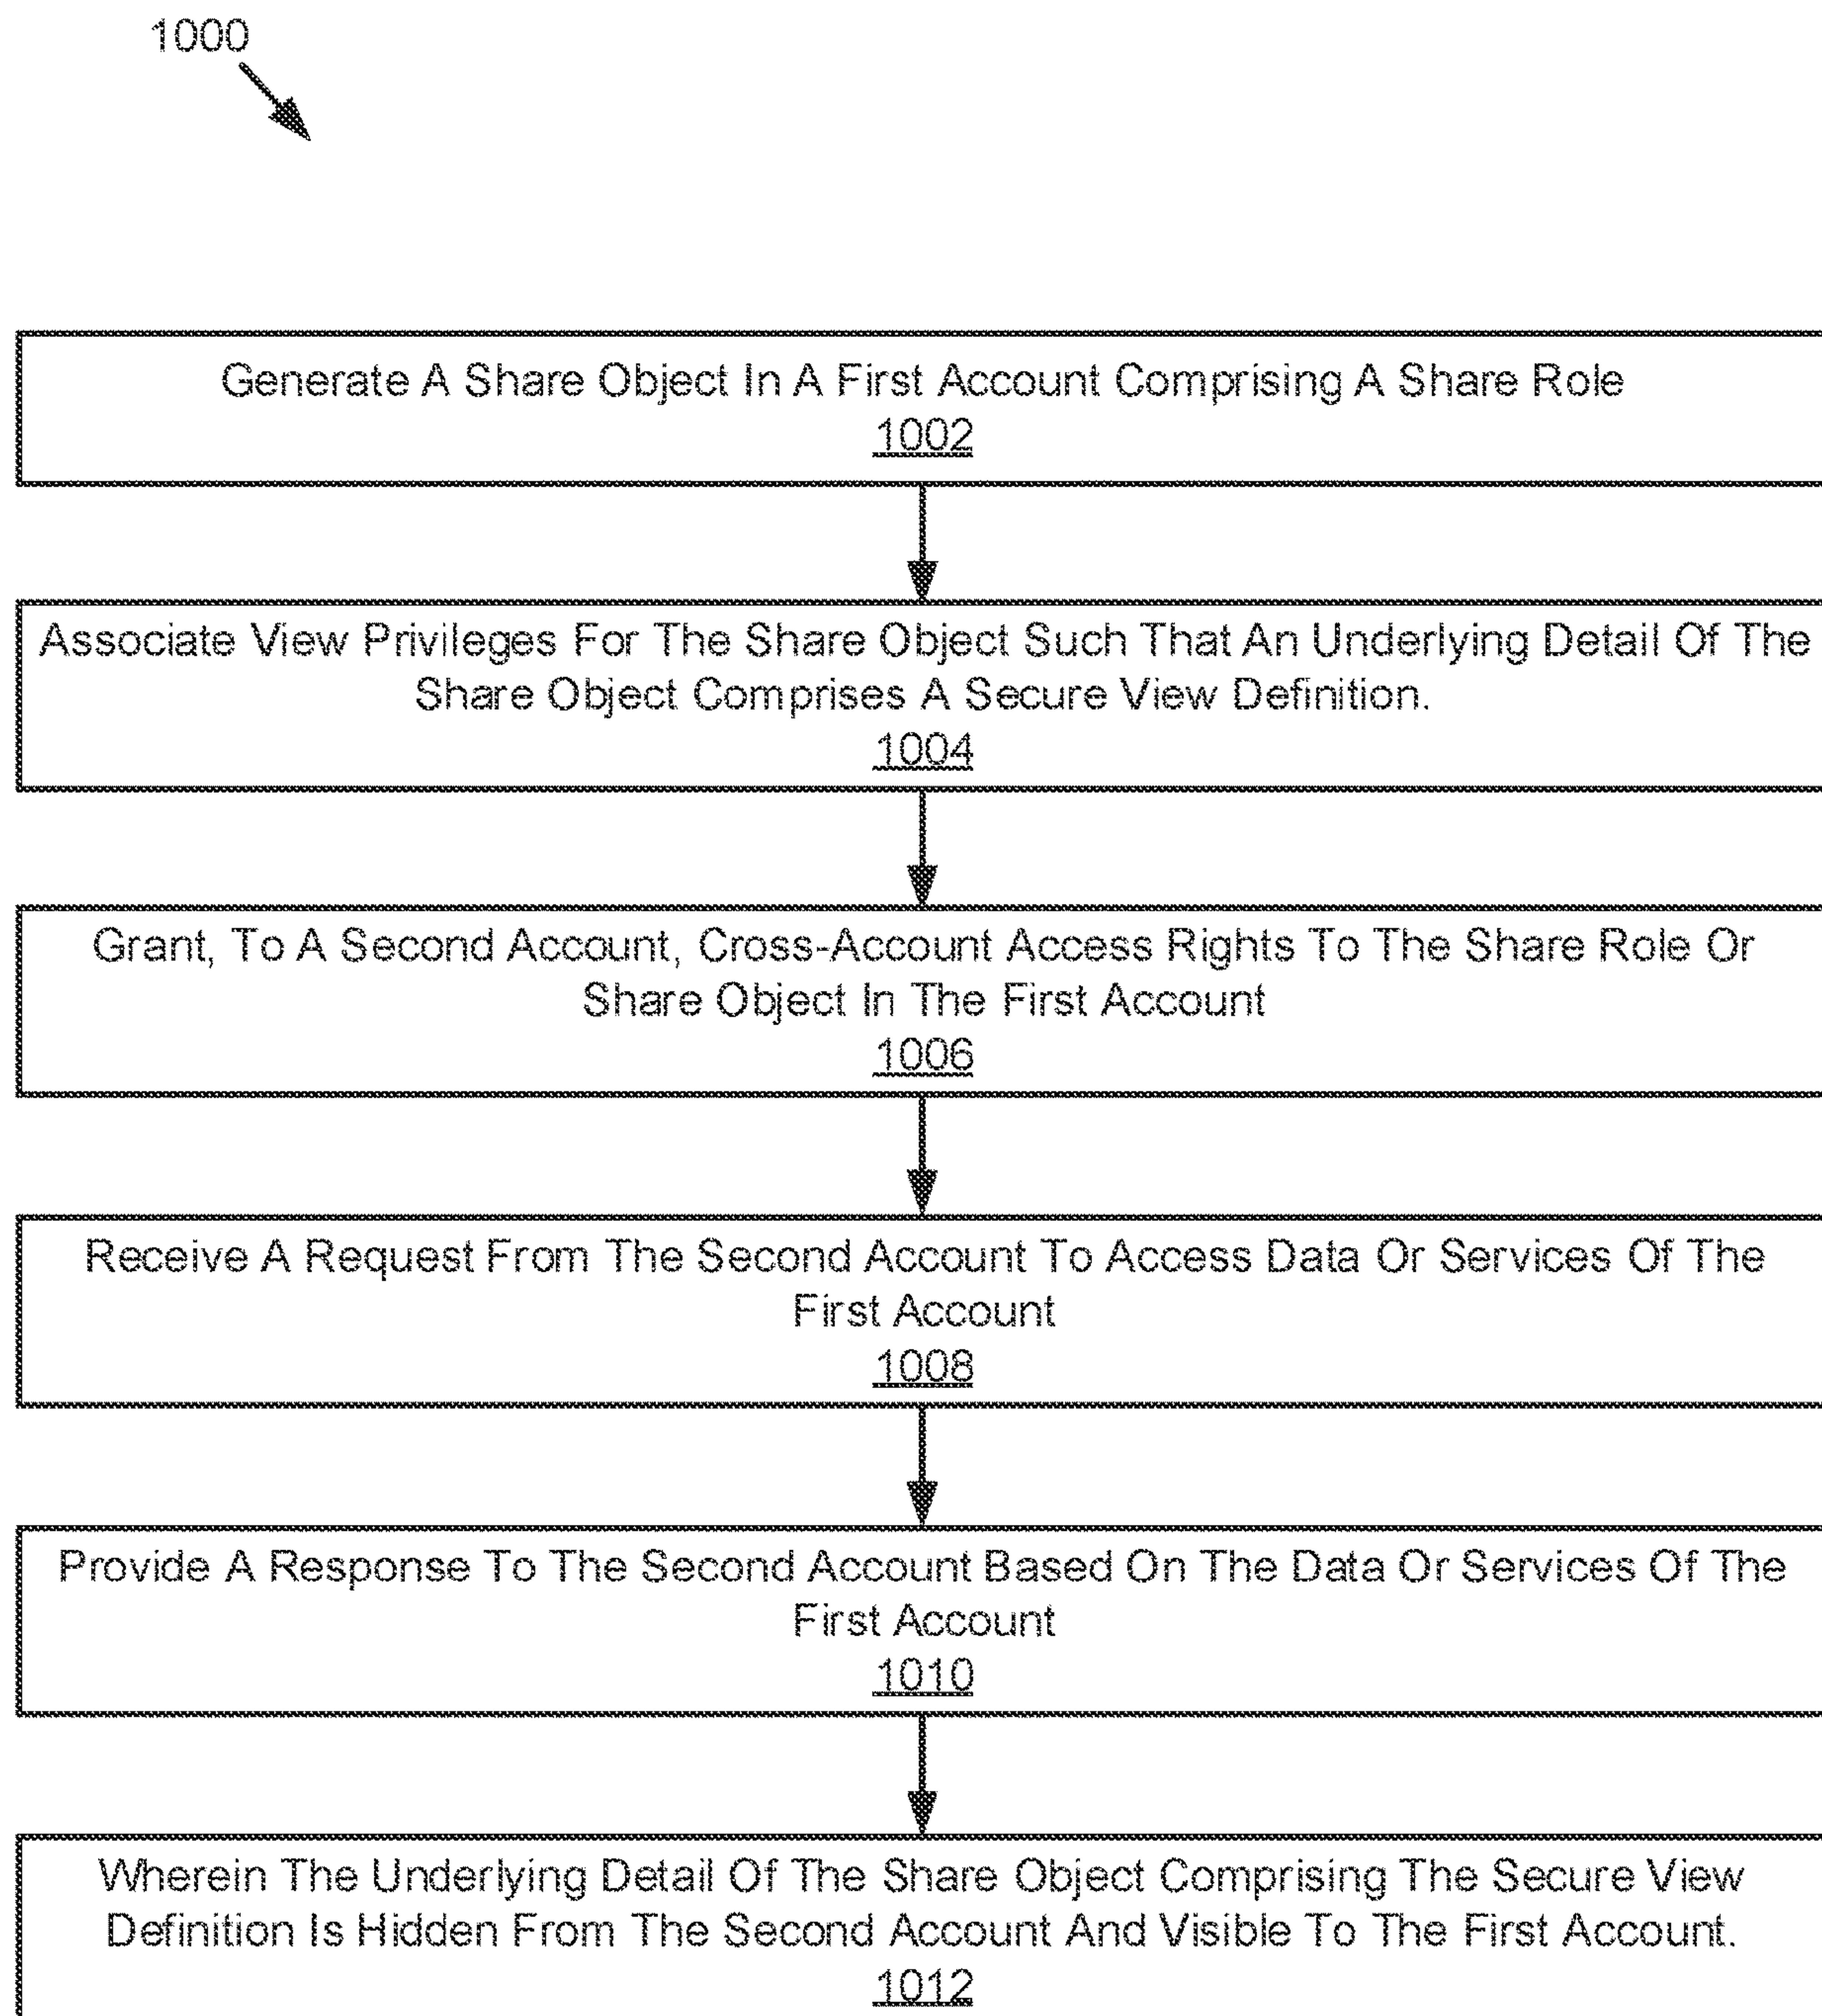 1000
Generate A Share Object In A First Account Comprising A Share Role
1002
Associate View Privileges For The Share Object Such That An Underlying Detail Of The
Share Object Comprises A Secure View Definition.
1004
Grant, To A Second Account, Cross-Account Access Rights To The Share Role Or
Share Object In The First Account
1006
Receive A Request From The Second Account To Access Data Or Services Of The
First Account
1008
Provide A Response To The Second Account Based On The Data Or Services Of The
First Account
1010
Wherein The Underlying Detail Of The Share Object Comprising The Secure View
Definition Is Hidden From The Second Account And Visible To The First Account.
1012